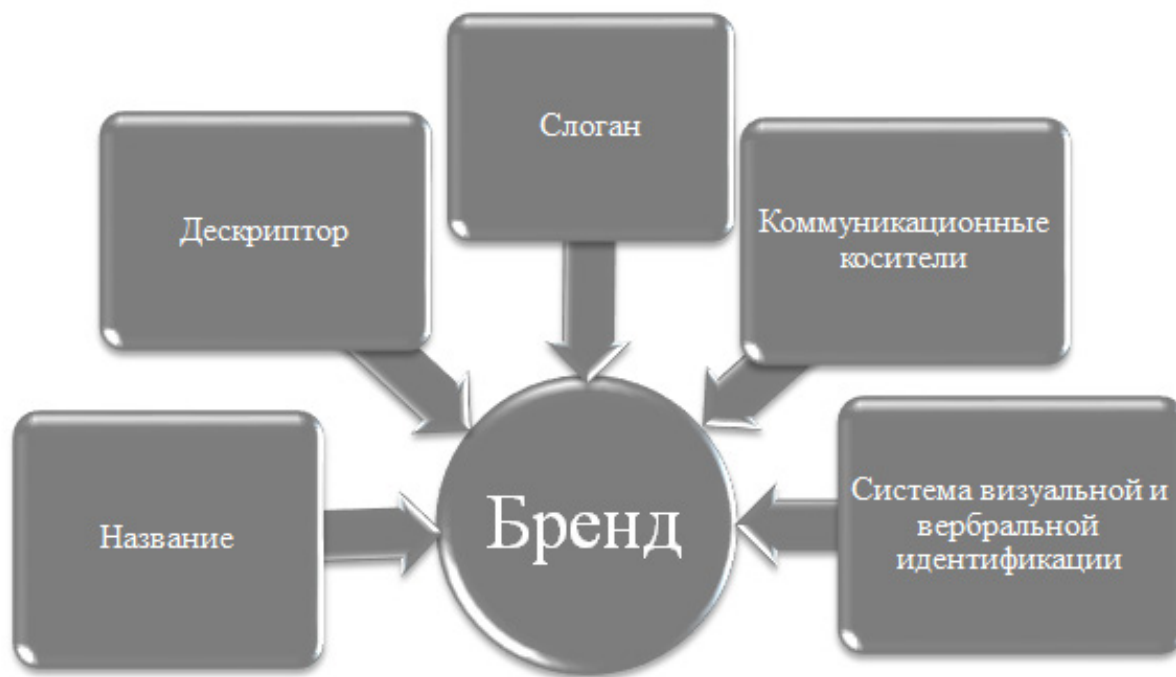 Слоган
Дескриптор
Коммуникационные
косители
Название
Бренд
Система визуальной и
вербральной
идентификации